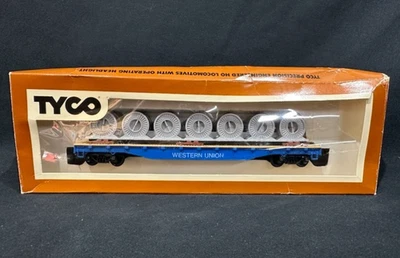 TYCO PRECISION ENGINEERED HO LOCOMOTIVES WITH OPERATING HEADLIGHT
TYCO
WESTERN UNION